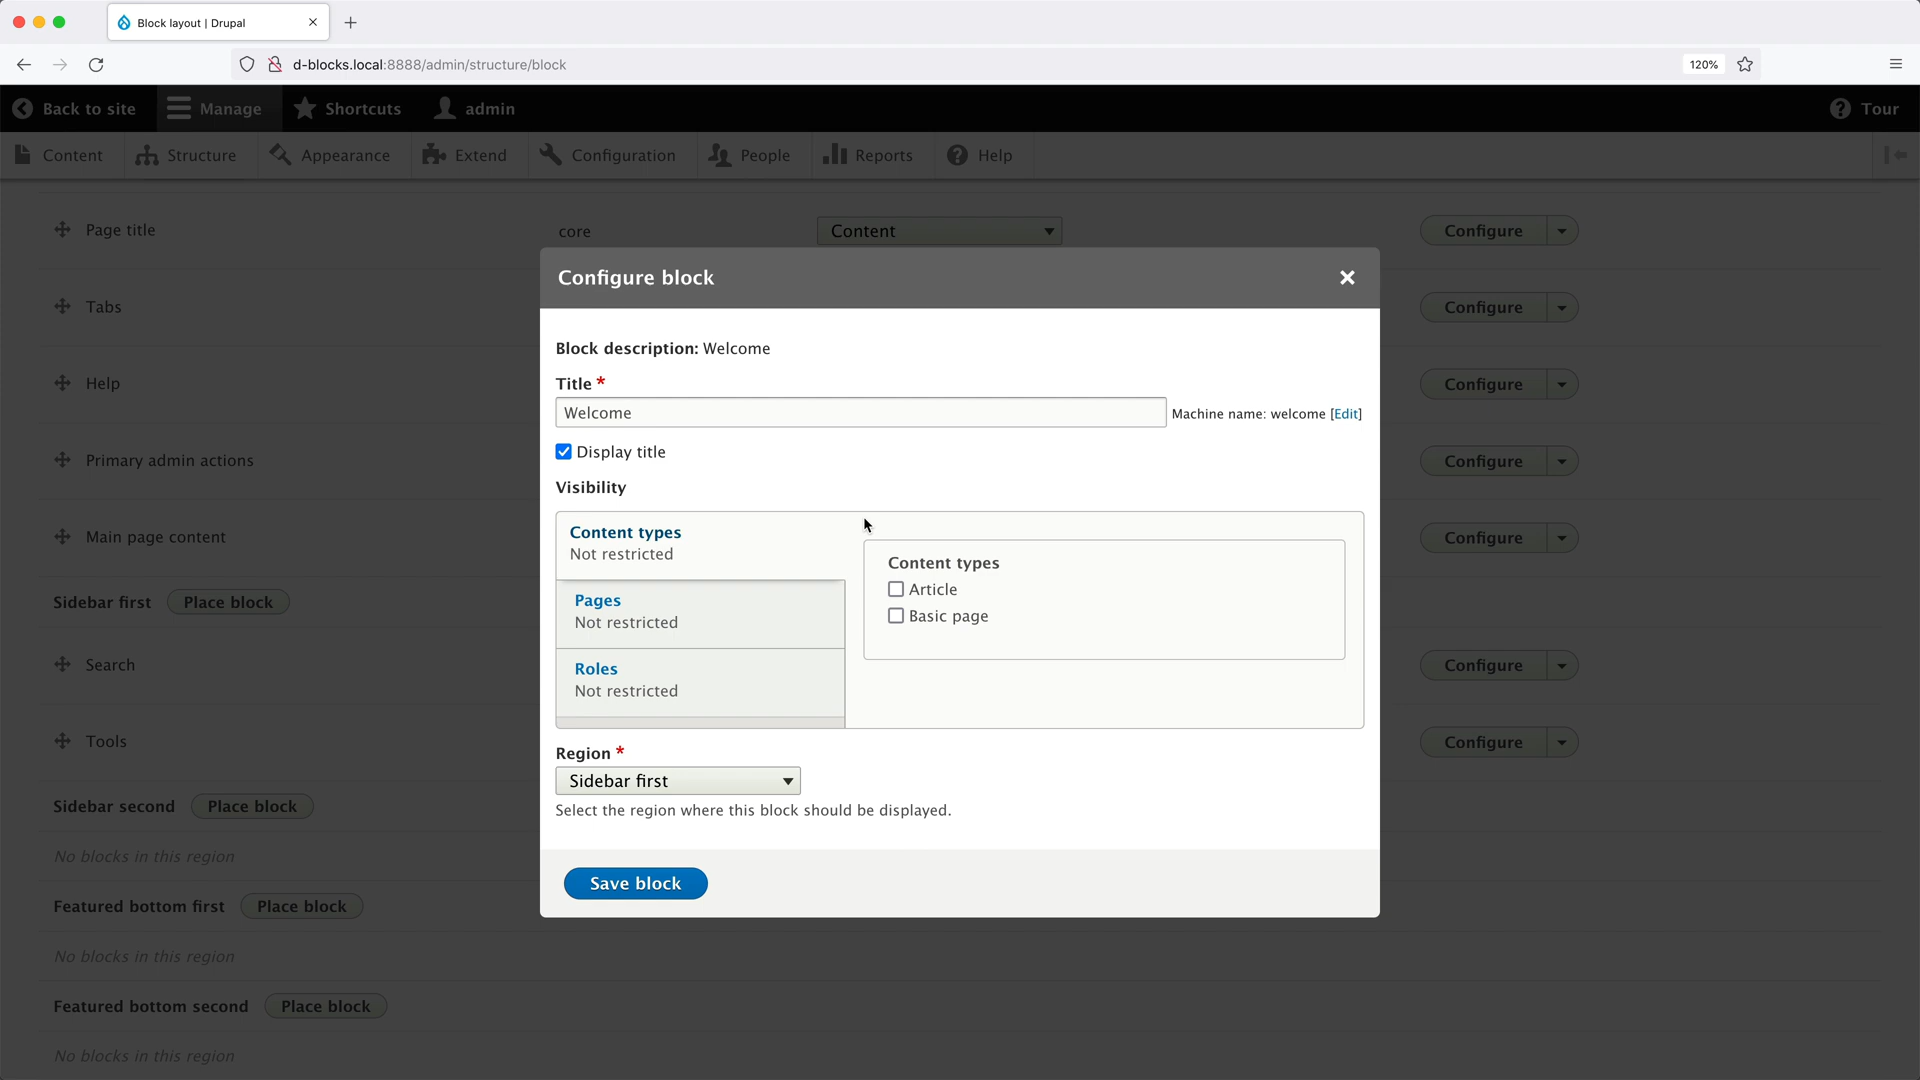 Block layout | Drupal
d-blocks.local:8888/admin/structure/block
120%
Back to site
Manage
Shortcuts
admin
Tour
Content
Structure
Appearance
Extend
Configuration
People
Reports
Help
Page title
core
Content
Configure
Configure block
Tabs
Configure
Block description: Welcome
Title *
Help
Configure
Welcome
Machine name: welcome [Edit]
Display title
Primary admin actions
Configure
Visibility
Content types
Not restricted
Main page content
Configure
Content types
Article
Basic page
Sidebar first
Place block
Pages
Not restricted
Search
Configure
Roles
Not restricted
Tools
Configure
Region *
Sidebar first
Select the region where this block should be displayed.
Sidebar second
Place block
No blocks in this region
Save block
Featured bottom first
Place block
No blocks in this region
Featured bottom second
Place block
No blocks in this region